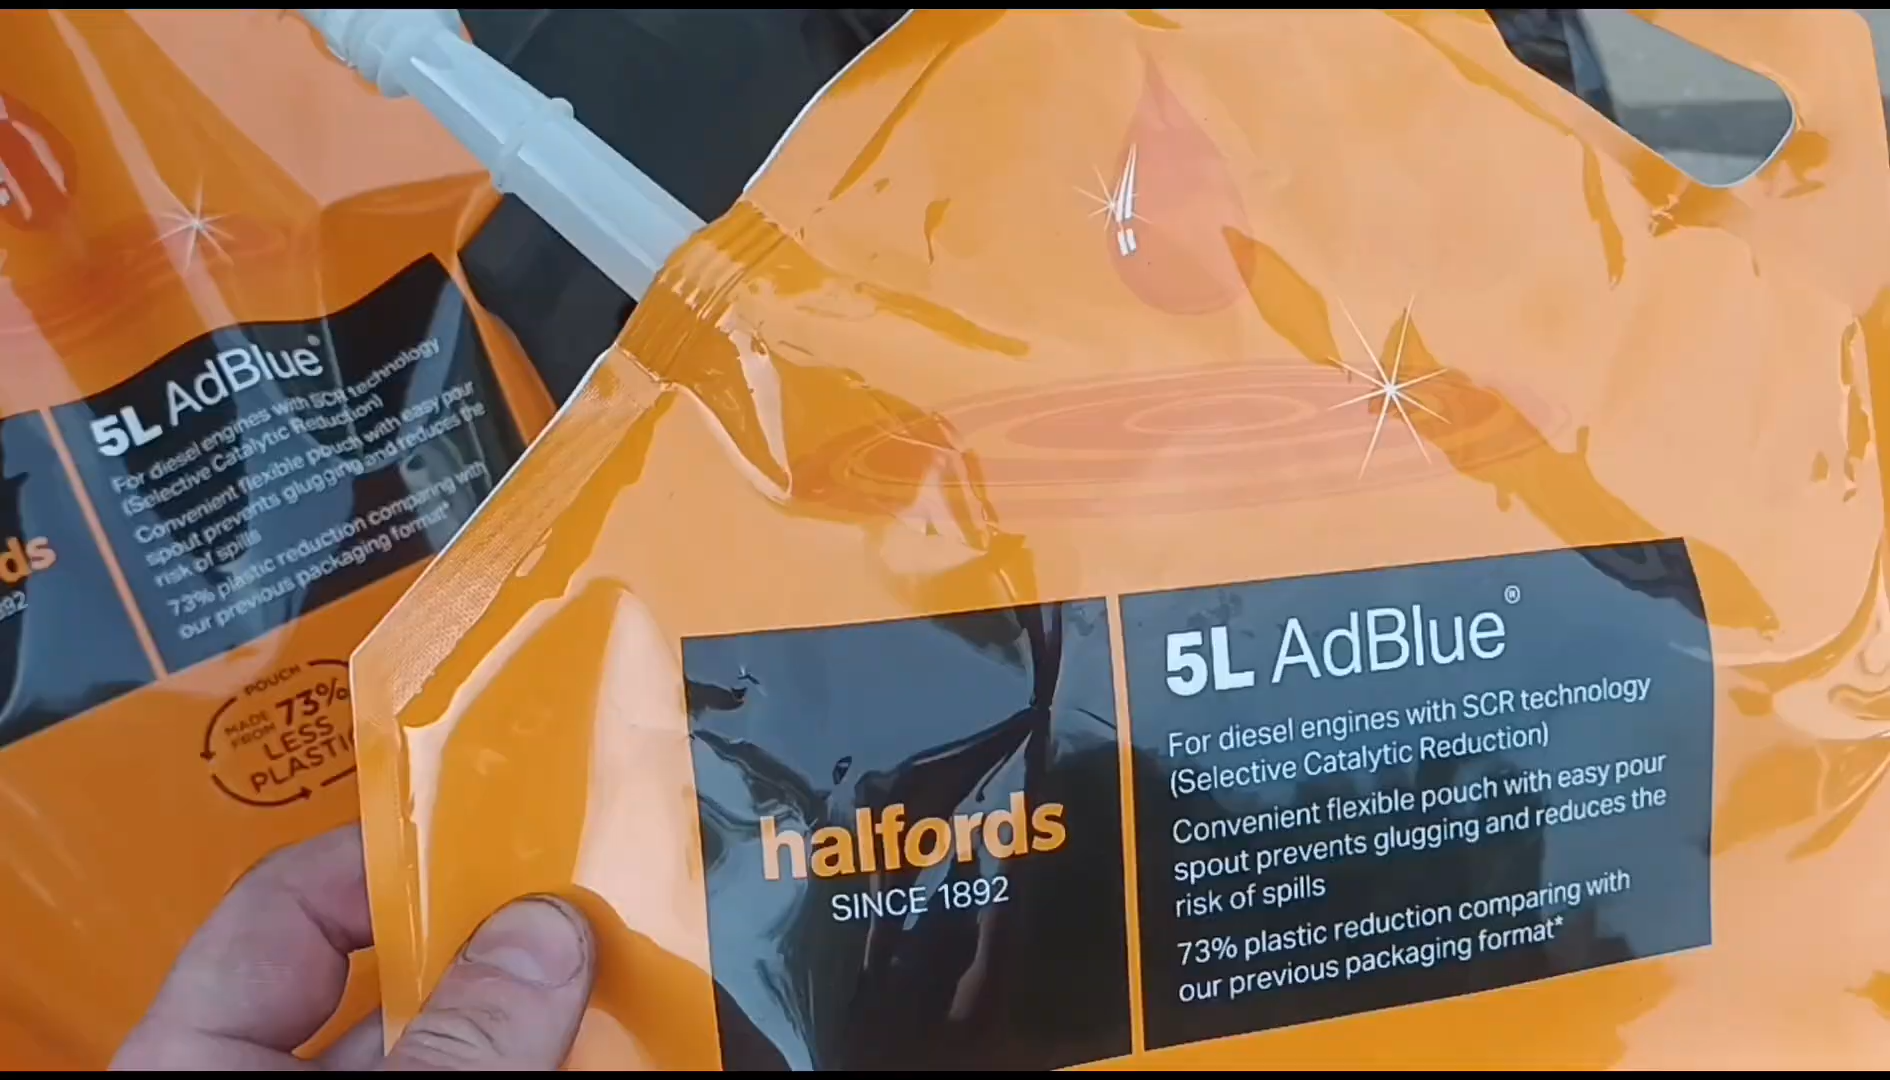 5L AdBlue
For diesel engines with SCR technology
(Selective Catalytic Reduction)
Convenient flexible pouch with easy pour
spout prevents glugging and reduces the
risk of spills
73% plastic reduction comparing with
our previous packaging format*
ds
92
POUCH
MADE FROM 73%
LESS
PLASTIC
halfords
SINCE 1892
5L AdBlue®
For diesel engines with SCR technology
(Selective Catalytic Reduction)
Convenient flexible pouch with easy pour
spout prevents glugging and reduces the
risk of spills
73% plastic reduction comparing with
our previous packaging format*